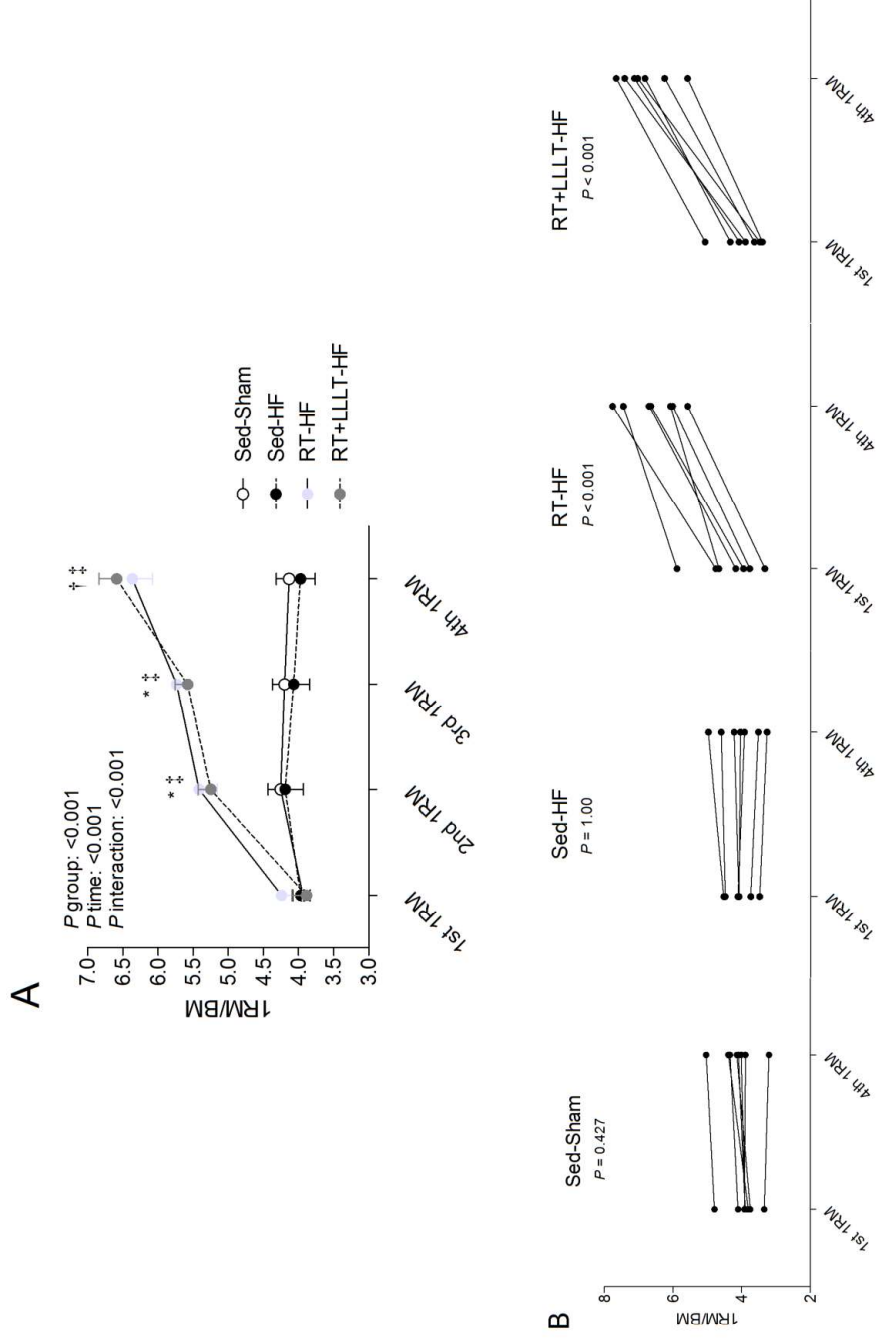 A
P group: <0.001
P time: <0.001
P interaction: <0.001
* ‡
* ‡
† ‡
7.0
6.5
6.0
5.5
5.0
4.5
4.0
3.5
3.0
1RM/BM
1st 1RM
2nd 1RM
3rd 1RM
4th 1RM
Sed-Sham
Sed-HF
RT-HF
RT+LLLT-HF
B
Sed-Sham
P = 0.427
Sed-HF
P = 1.00
RT-HF
P < 0.001
RT+LLLT-HF
P < 0.001
8
6
4
2
1RM/BM
1st 1RM
4th 1RM
1st 1RM
4th 1RM
1st 1RM
4th 1RM
1st 1RM
4th 1RM